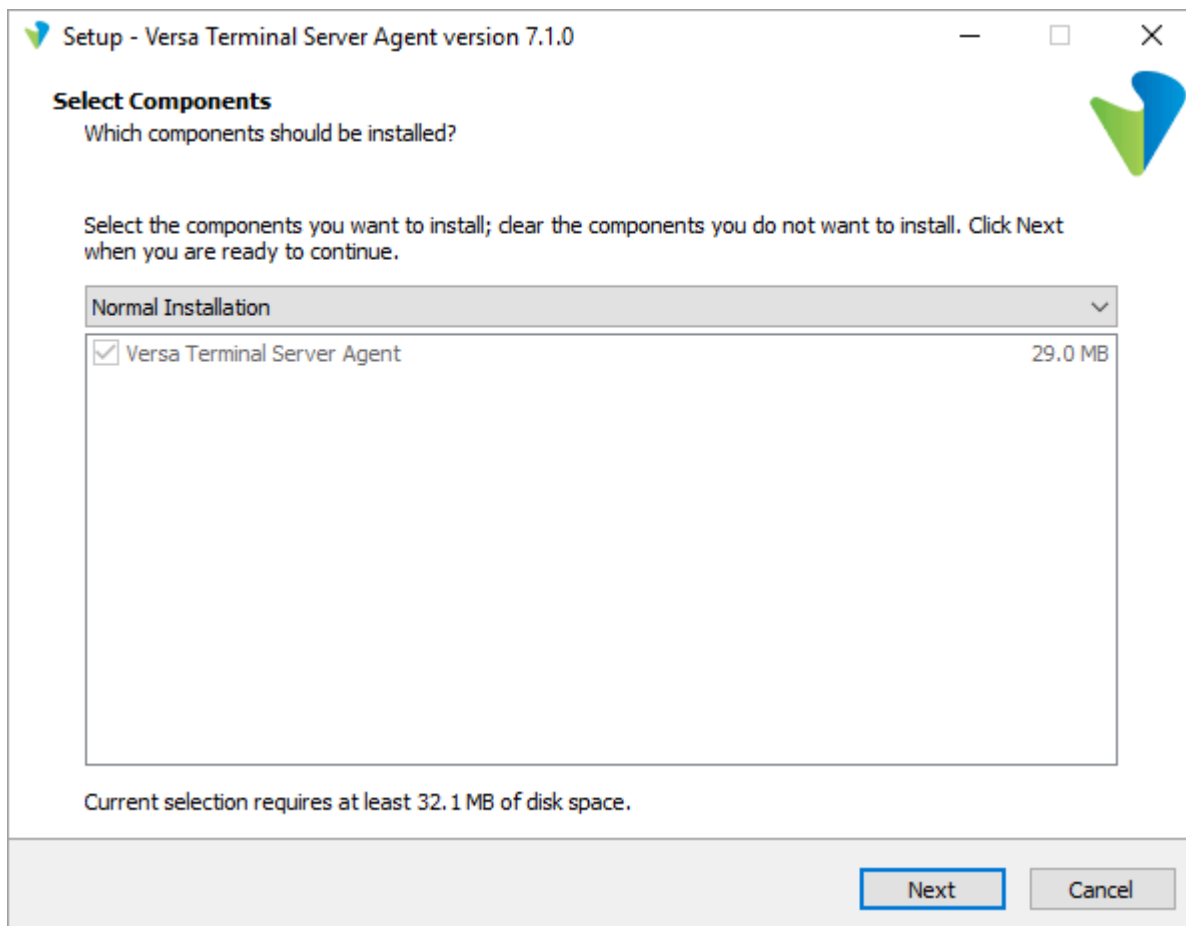 Setup - Versa Terminal Server Agent version 7.1.0
Select Components
Which components should be installed?
Select the components you want to install; clear the components you do not want to install. Click Next
when you are ready to continue.
Normal Installation
Versa Terminal Server Agent 29.0 MB
Current selection requires at least 32.1 MB of disk space.
Next Cancel